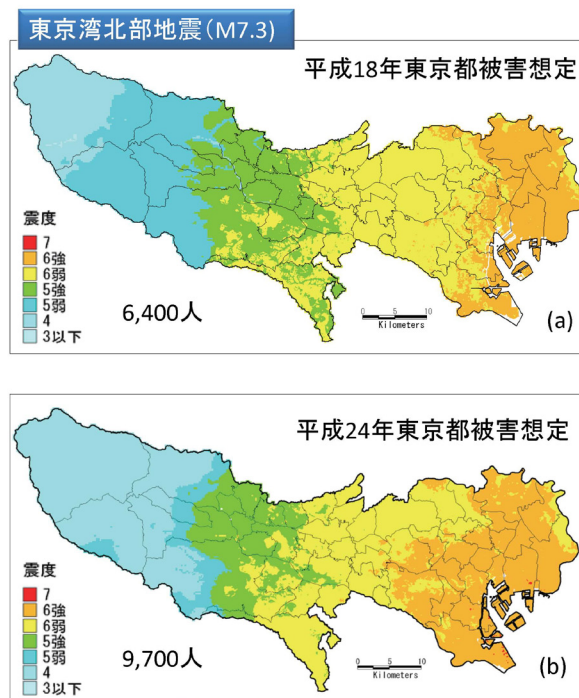 東京湾北部地震(M7.3)
平成18年東京都被害想定
震度
7
6強
6弱
5強
5弱
4
3以下
6,400人
0 5 10
Kilometers
(a)
平成24年東京都被害想定
震度
7
6強
6弱
5強
5弱
4
3以下
9,700人
0 5 10
Kilometers
(b)